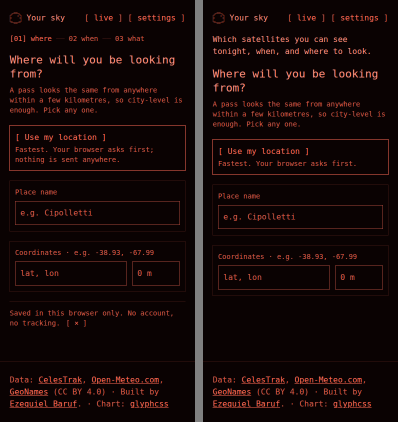 Your sky [ live ] [ settings ]
[01] where — 02 when — 03 what
Where will you be looking
from?
A pass looks the same from anywhere
within a few kilometres, so city-level is
enough. Pick any one.
[ Use my location ]
Fastest. Your browser asks first;
nothing is sent anywhere.
Place name
e.g. Cipolletti
Coordinates · e.g. -38.93, -67.99
lat, lon 0 m
Saved in this browser only. No account,
no tracking. [ × ]
Data: CelesTrak, Open-Meteo.com,
GeoNames (CC BY 4.0) · Built by
Ezequiel Baruf. · Chart: glyphcss
Your sky [ live ] [ settings ]
Which satellites you can see
tonight, when, and where to look.
Where will you be looking
from?
A pass looks the same from anywhere
within a few kilometres, so city-level is
enough. Pick any one.
[ Use my location ]
Fastest. Your browser asks first.
Place name
e.g. Cipolletti
Coordinates · e.g. -38.93, -67.99
lat, lon 0 m
Data: CelesTrak, Open-Meteo.com,
GeoNames (CC BY 4.0) · Built by
Ezequiel Baruf. · Chart: glyphcss